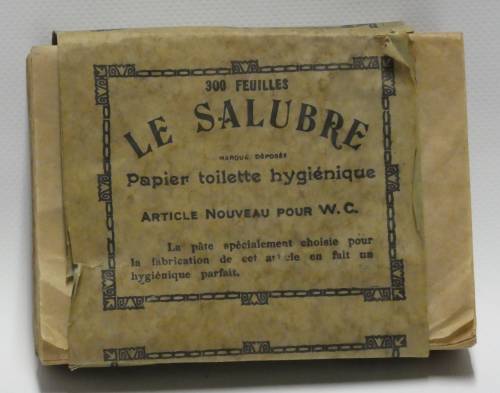 300 FEUILLES
LE SALUBRE
MARQUE DÉPOSÉE
Papier toilette hygiénique
ARTICLE NOUVEAU POUR W. C.
La pâte spécialement choisie pour
la fabrication de cet article en fait un
hygiénique parfait.